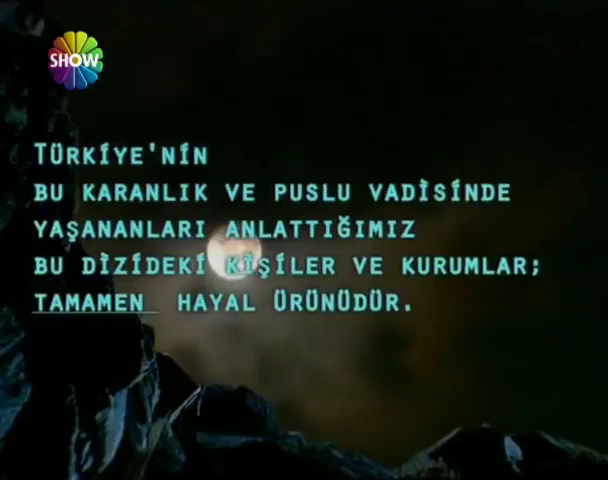 SHOW
TÜRKİYE'NİN
BU KARANLIK VE PUSLU VADİSİNDE
YAŞANANLARI ANLATTIĞIMIZ
BU DİZİDEKİ KİŞİLER VE KURUMLAR;
TAMAMEN HAYAL ÜRÜNÜDÜR.